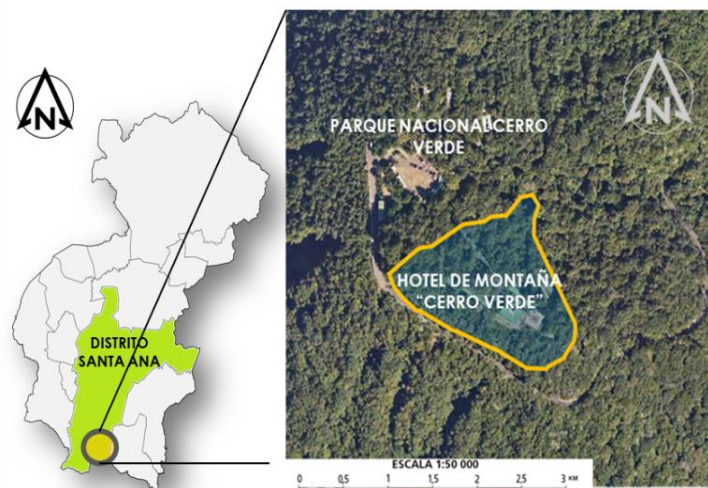 N
N
PARQUE NACIONAL CERRO
VERDE
HOTEL DE MONTAÑA
“CERRO VERDE”
DISTRITO
SANTA ANA
ESCALA 1:50 000
0 0,5 1 1,5 2 2,5 3 KM